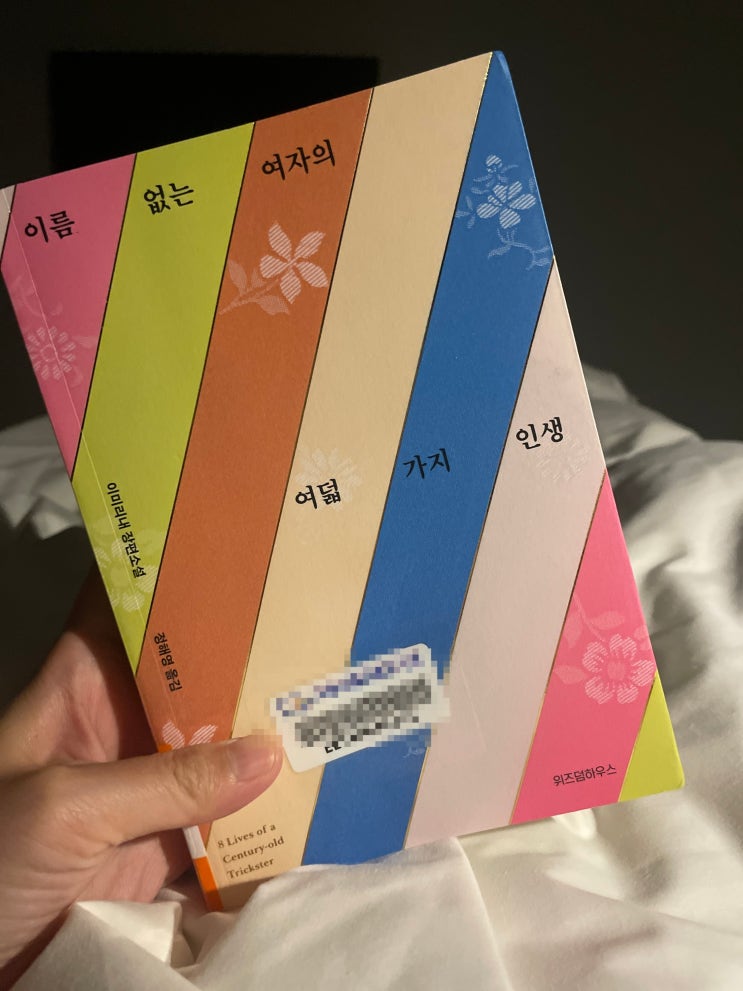 이름 없는 여자의
여덟 가지 인생
이미리내 장편소설
정해영 옮김
8 Lives of a
Century-old
Trickster
위즈덤하우스